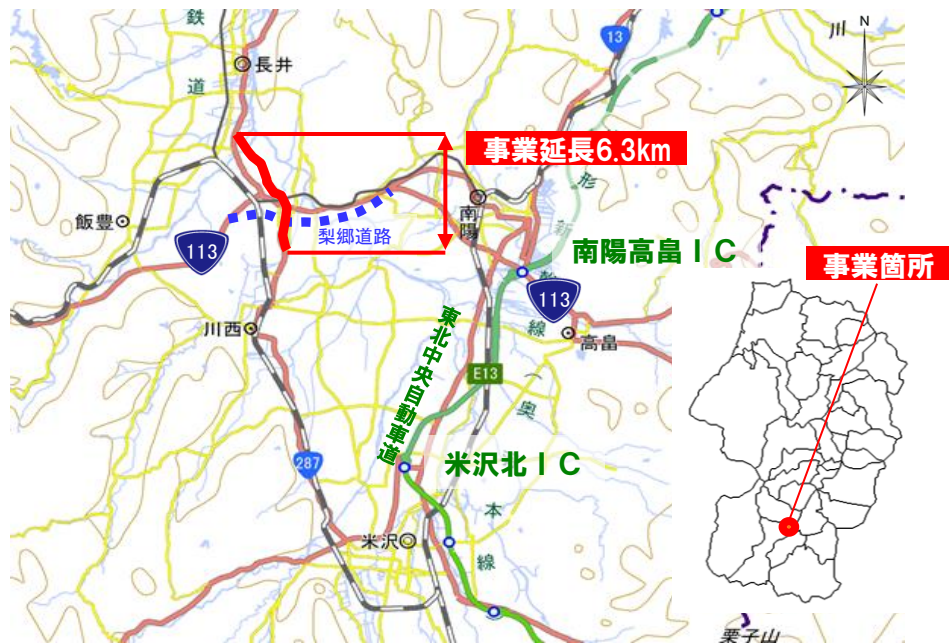 鉄
道
長井
13
川
N
事業延長6.3km
形
南陽
新
飯豊
梨郷道路
113
南陽高畠IC
113
事業箇所
川西
幹
線
高畠
東北中央自動車道
E13
奥
287
米沢北IC
本
線
米沢
栗子山